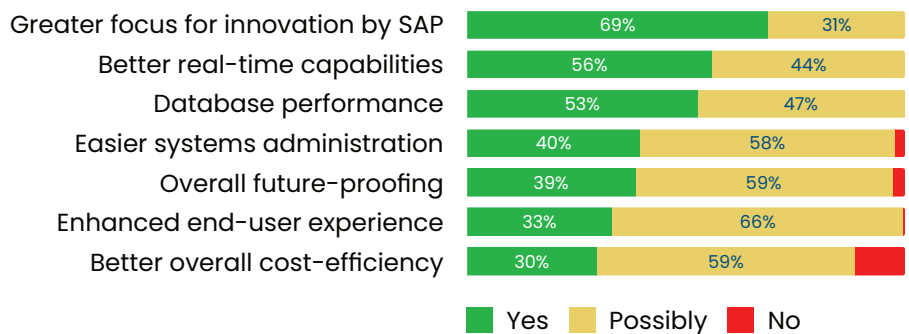 Greater focus for innovation by SAP 69% 31%
Better real-time capabilities 56% 44%
Database performance 53% 47%
Easier systems administration 40% 58%
Overall future-proofing 39% 59%
Enhanced end-user experience 33% 66%
Better overall cost-efficiency 30% 59%
Yes Possibly No